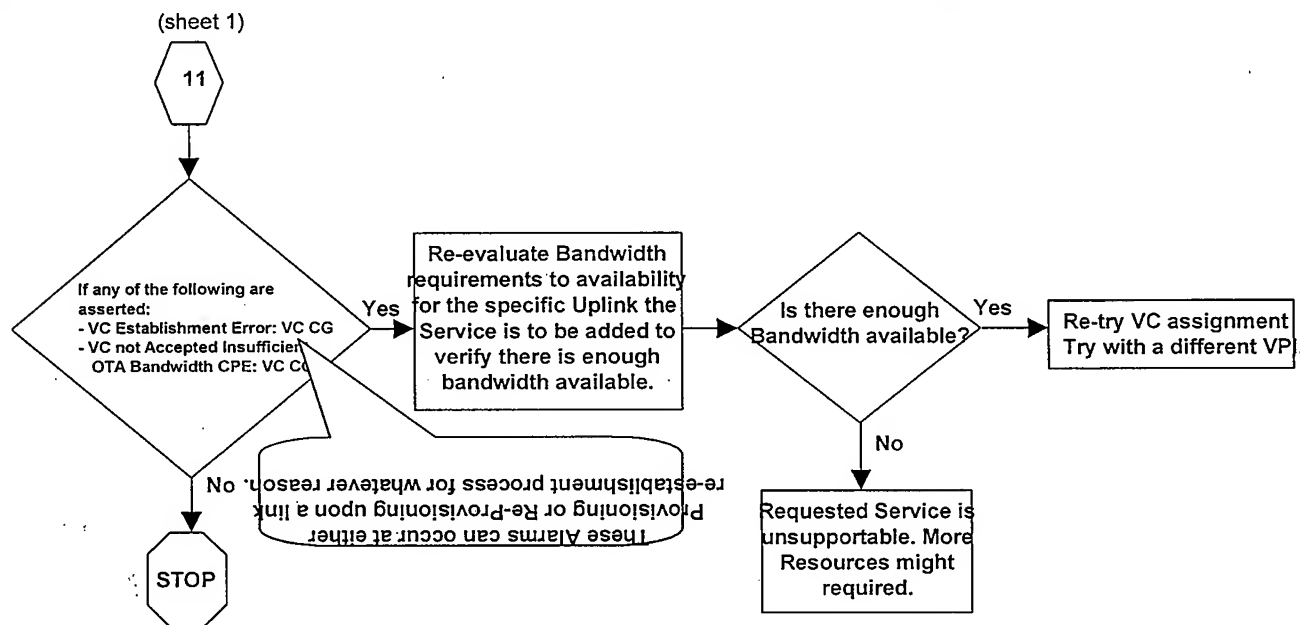 (sheet 1)
11
If any of the following are
asserted:
- VC Establishment Error: VC CG
- VC not Accepted Insufficien
OTA Bandwidth CPE: VC CG
Yes
No
STOP
Re-evaluate Bandwidth
requirements to availability
for the specific Uplink the
Service is to be added to
verify there is enough
bandwidth available.
These Alarms can occur at either
Provisioning or Re-Provisioning upon a link
re-establishment process for whatever reason.
Is there enough
Bandwidth available?
Yes
No
Re-try VC assignment
Try with a different VPI
Requested Service is
unsupportable. More
Resources might
required.